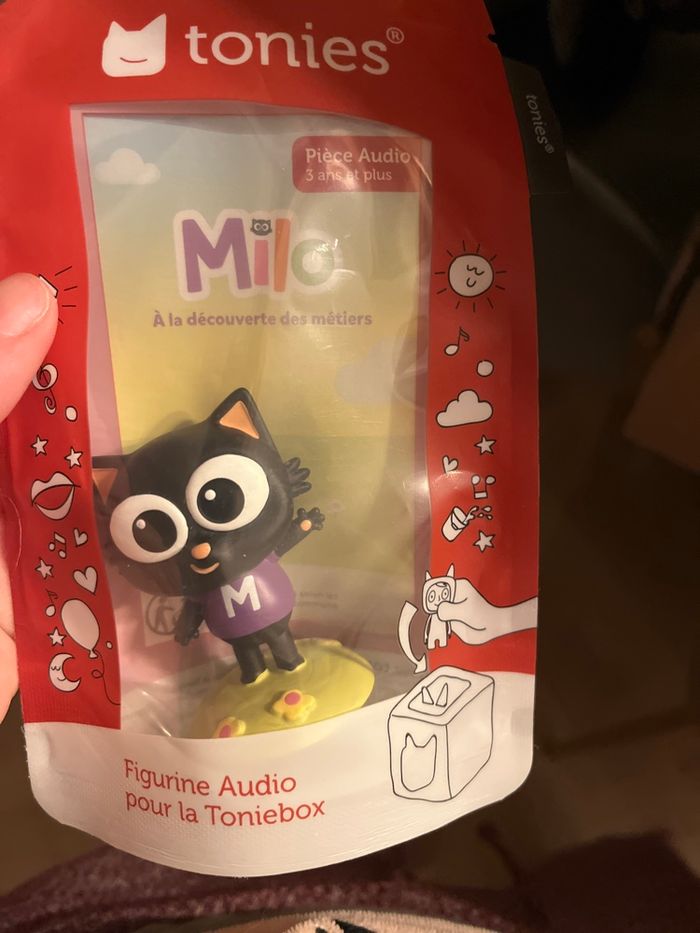 tonies®
tonies®
Pièce Audio
3 ans et plus
Milo
À la découverte des métiers
M
Figurine Audio
pour la Toniebox